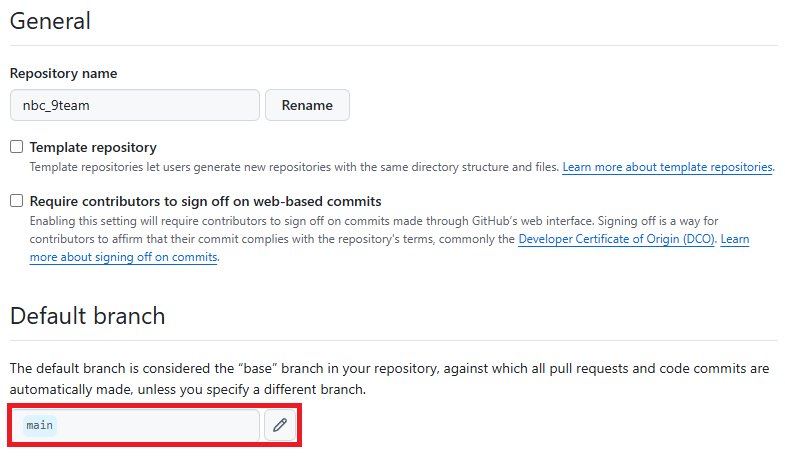 General
Repository name
nbc_9team
Rename
Template repository
Template repositories let users generate new repositories with the same directory structure and files. Learn more about template repositories.
Require contributors to sign off on web-based commits
Enabling this setting will require contributors to sign off on commits made through GitHub's web interface. Signing off is a way for
contributors to affirm that their commit complies with the repository's terms, commonly the Developer Certificate of Origin (DCO). Learn
more about signing off on commits.
Default branch
The default branch is considered the “base” branch in your repository, against which all pull requests and code commits are
automatically made, unless you specify a different branch.
main